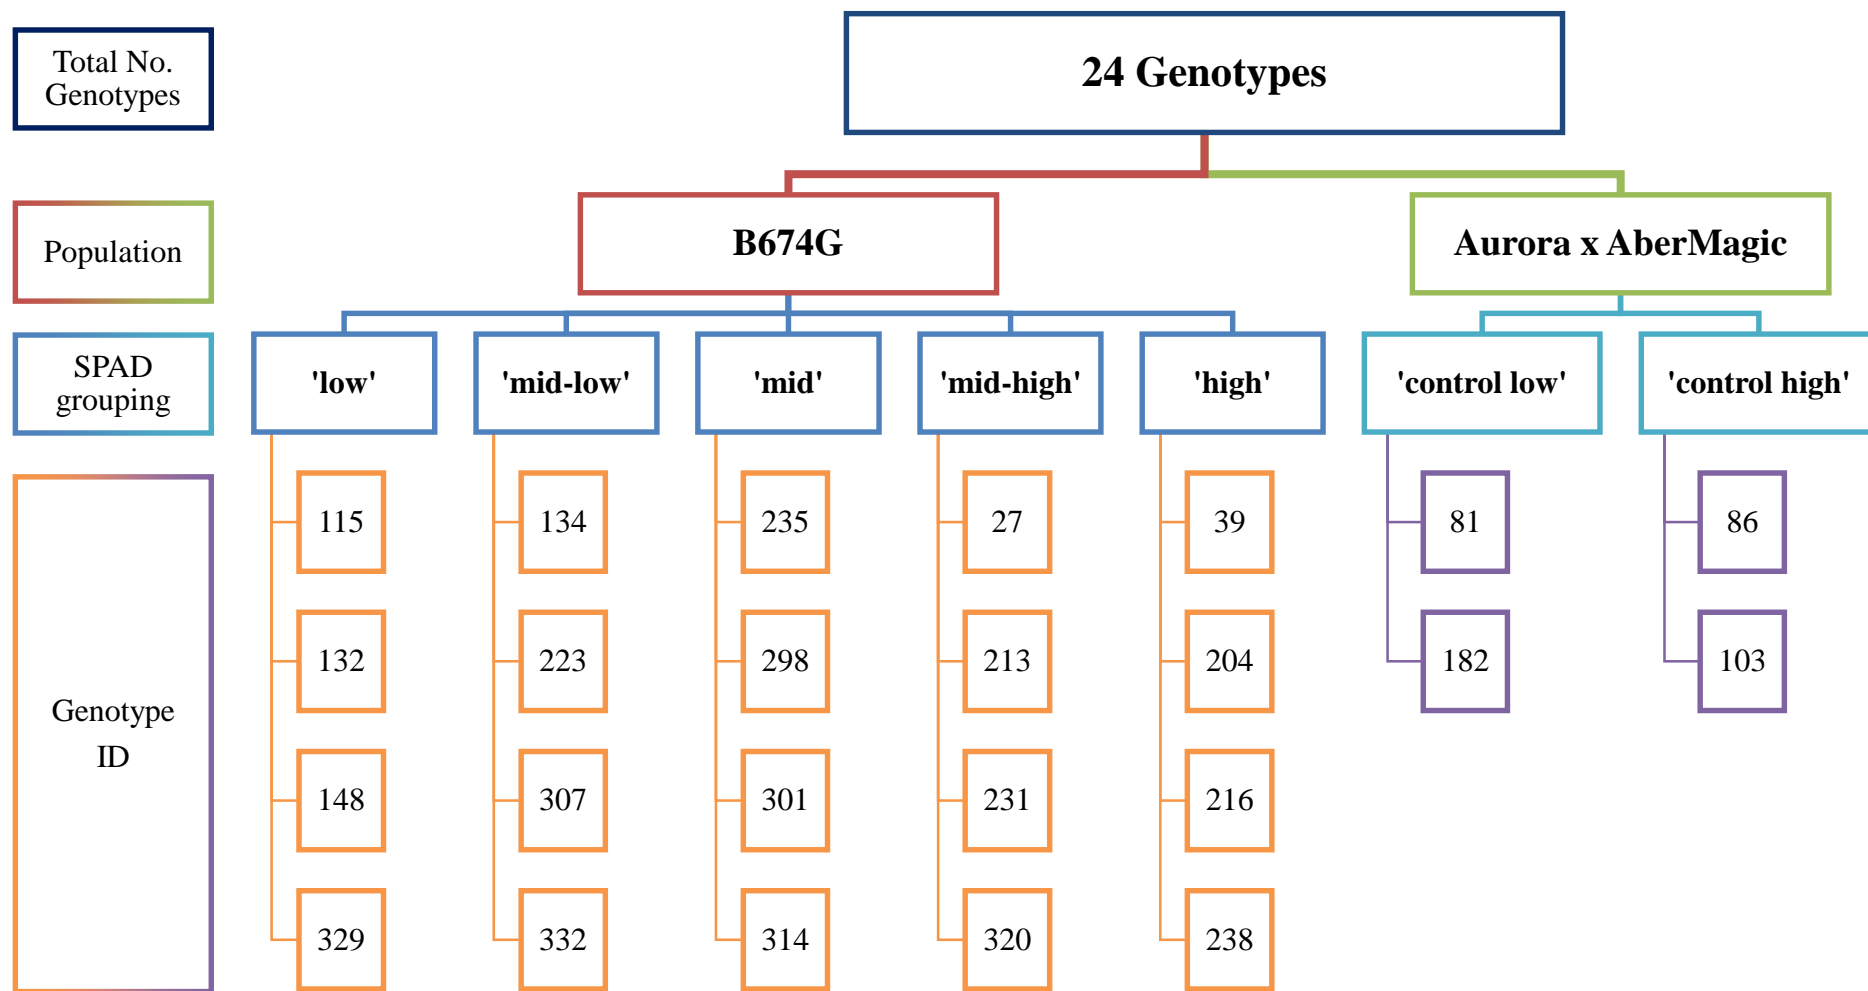 Total No.
Genotypes
24 Genotypes
Population
B674G
Aurora x AberMagic
SPAD
grouping
'low'
'mid-low'
'mid'
'mid-high'
'high'
'control low'
'control high'
Genotype
ID
115
134
235
27
39
81
86
132
223
298
213
204
182
103
148
307
301
231
216
329
332
314
320
238